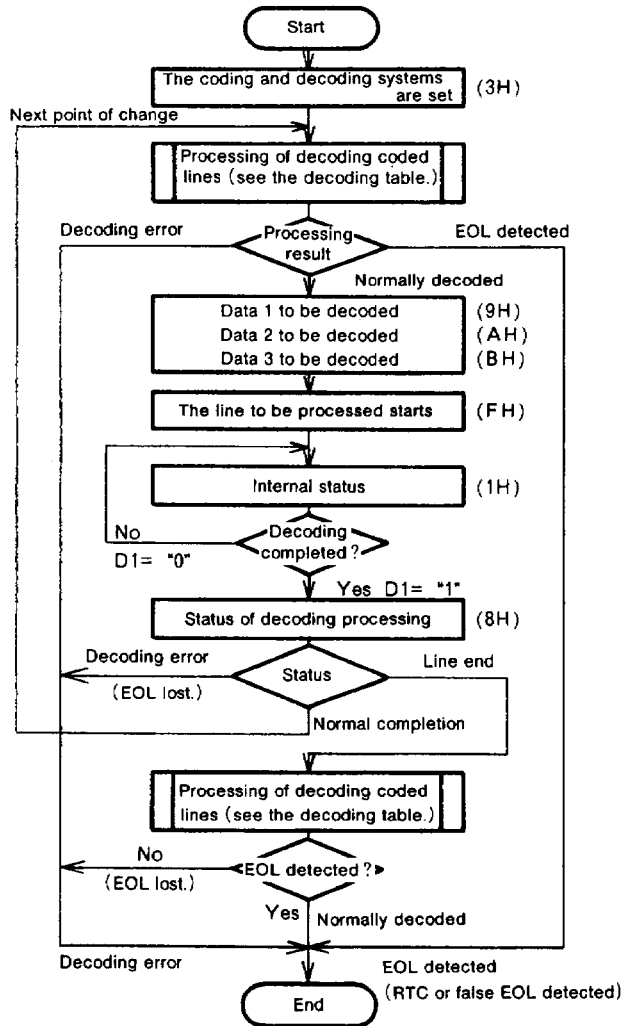 Start
The coding and decoding systems
are set
(3H)
Next point of change
Processing of decoding coded
lines (see the decoding table.)
Decoding error
Processing
result
EOL detected
Normally decoded
Data 1 to be decoded
(9H)
Data 2 to be decoded
(AH)
Data 3 to be decoded
(BH)
The line to be processed starts
(FH)
Internal status
(1H)
No
D1= "0"
Decoding
completed?
Yes D1= "1"
Status of decoding processing
(8H)
Decoding error
(EOL lost.)
Status
Line end
Normal completion
Processing of decoding coded
lines (see the decoding table.)
No
(EOL lost.)
EOL detected?
Yes
Normally decoded
Decoding error
EOL detected
(RTC or false EOL detected)
End